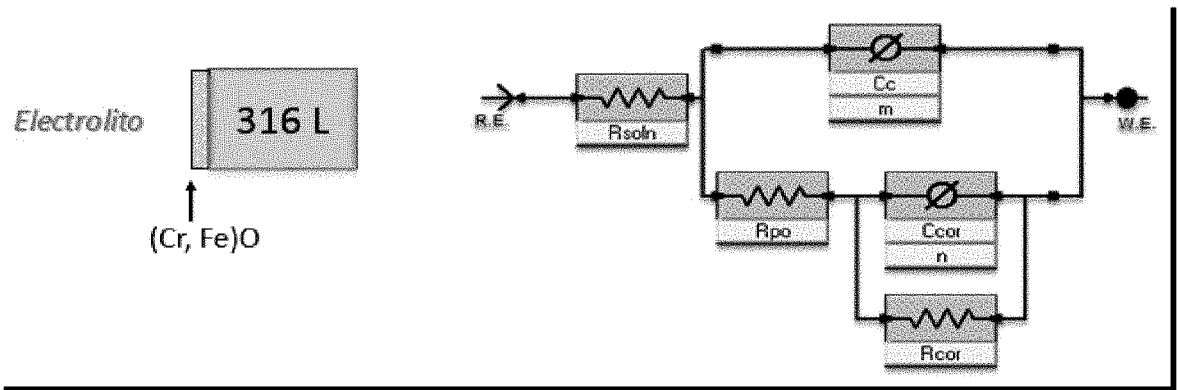 Electrolito
316 L
(Cr, Fe)O
R.E.
Rsoln
Cc
m
Rpo
Ccor
n
Rcor
W.E.